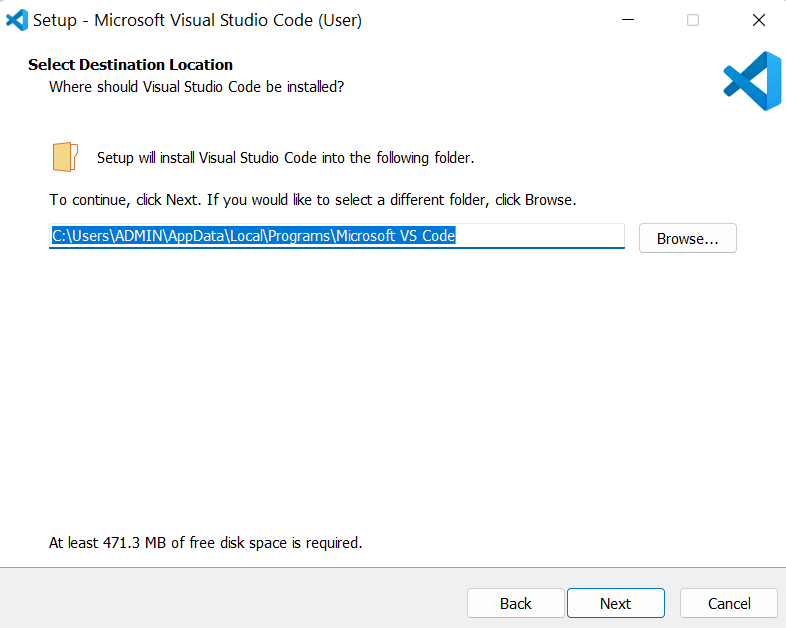 Setup - Microsoft Visual Studio Code (User)
Select Destination Location
Where should Visual Studio Code be installed?
Setup will install Visual Studio Code into the following folder.
To continue, click Next. If you would like to select a different folder, click Browse.
C:\Users\ADMIN\AppData\Local\Programs\Microsoft VS Code
Browse...
At least 471.3 MB of free disk space is required.
Back
Next
Cancel